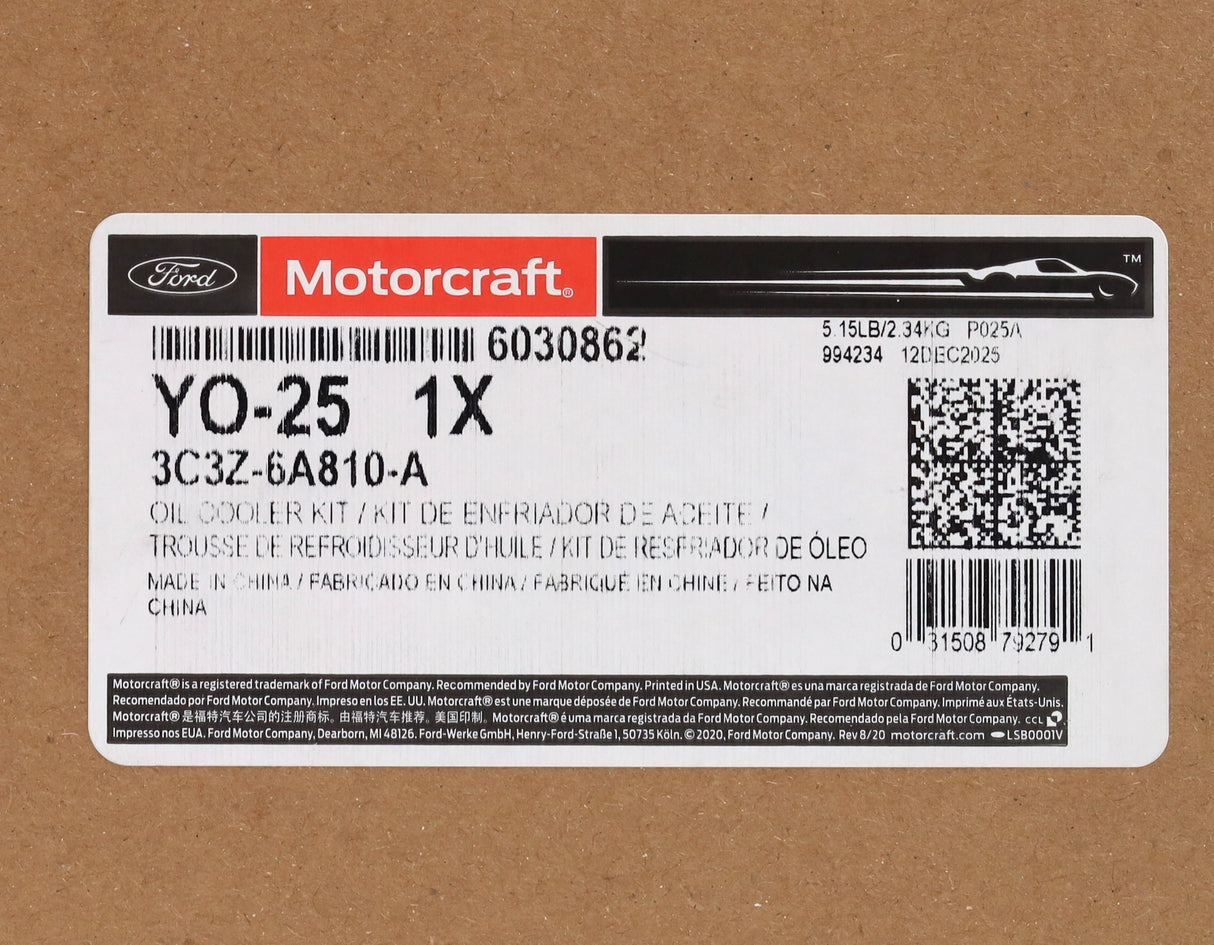 Ford
Motorcraft®
TM
6030862
5.15LB/2.34KG P025A
994234 12DEC2025
YO-25 1X
3C3Z-6A810-A
OIL COOLER KIT / KIT DE ENFRIADOR DE ACEITE /
TROUSSE DE REFROIDISSEUR D'HUILE / KIT DE RESFRIADOR DE ÓLEO
MADE IN CHINA / FABRICADO EN CHINA / FABRIQUÉ EN CHINE / FEITO NA
CHINA
0 31508 79279 1
Motorcraft® is a registered trademark of Ford Motor Company. Recommended by Ford Motor Company. Printed in USA. Motorcraft® es una marca registrada de Ford Motor Company.
Recomendado por Ford Motor Company. Impreso en los EE. UU. Motorcraft® est une marque déposée de Ford Motor Company. Recommandé par Ford Motor Company. Imprimé aux États-Unis.
Motorcraft® 是福特汽车公司的注册商标。由福特汽车推荐。美国印制。Motorcraft® é uma marca registrada da Ford Motor Company. Recomendado pela Ford Motor Company. CCL
Impresso nos EUA. Ford Motor Company, Dearborn, MI 48126. Ford-Werke GmbH, Henry-Ford-Straße 1, 50735 Köln. © 2020, Ford Motor Company. Rev 8/20 motorcraft.com LSB0001V